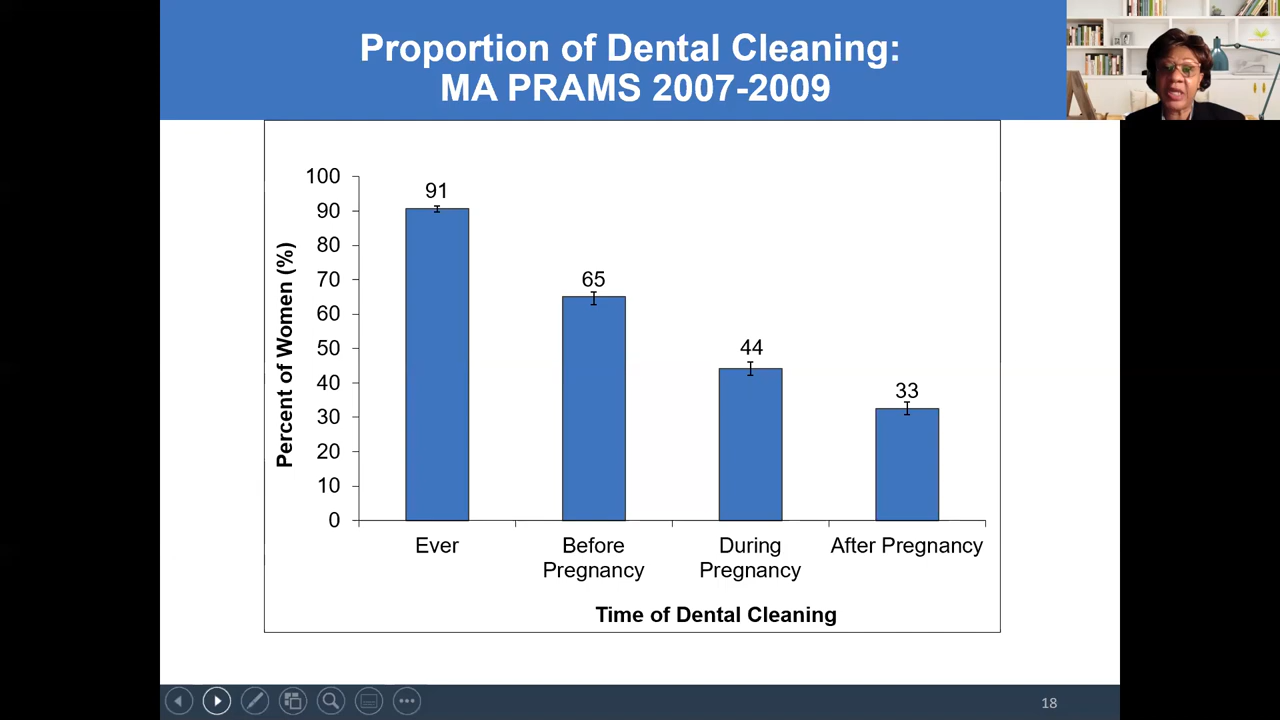 Proportion of Dental Cleaning:
MA PRAMS 2007-2009
Percent of Women (%)
100
90
80
70
60
50
40
30
20
10
0
91
65
44
33
Ever
Before
Pregnancy
During
Pregnancy
After Pregnancy
Time of Dental Cleaning
18